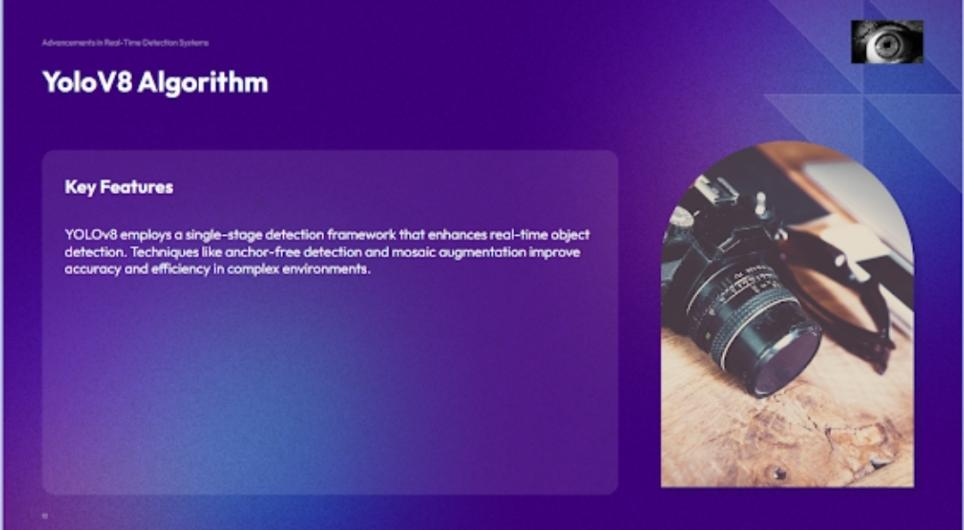 Advancements in Real-Time Detection Systems
YoloV8 Algorithm
Key Features
YOLOv8 employs a single-stage detection framework that enhances real-time object
detection. Techniques like anchor-free detection and mosaic augmentation improve
accuracy and efficiency in complex environments.